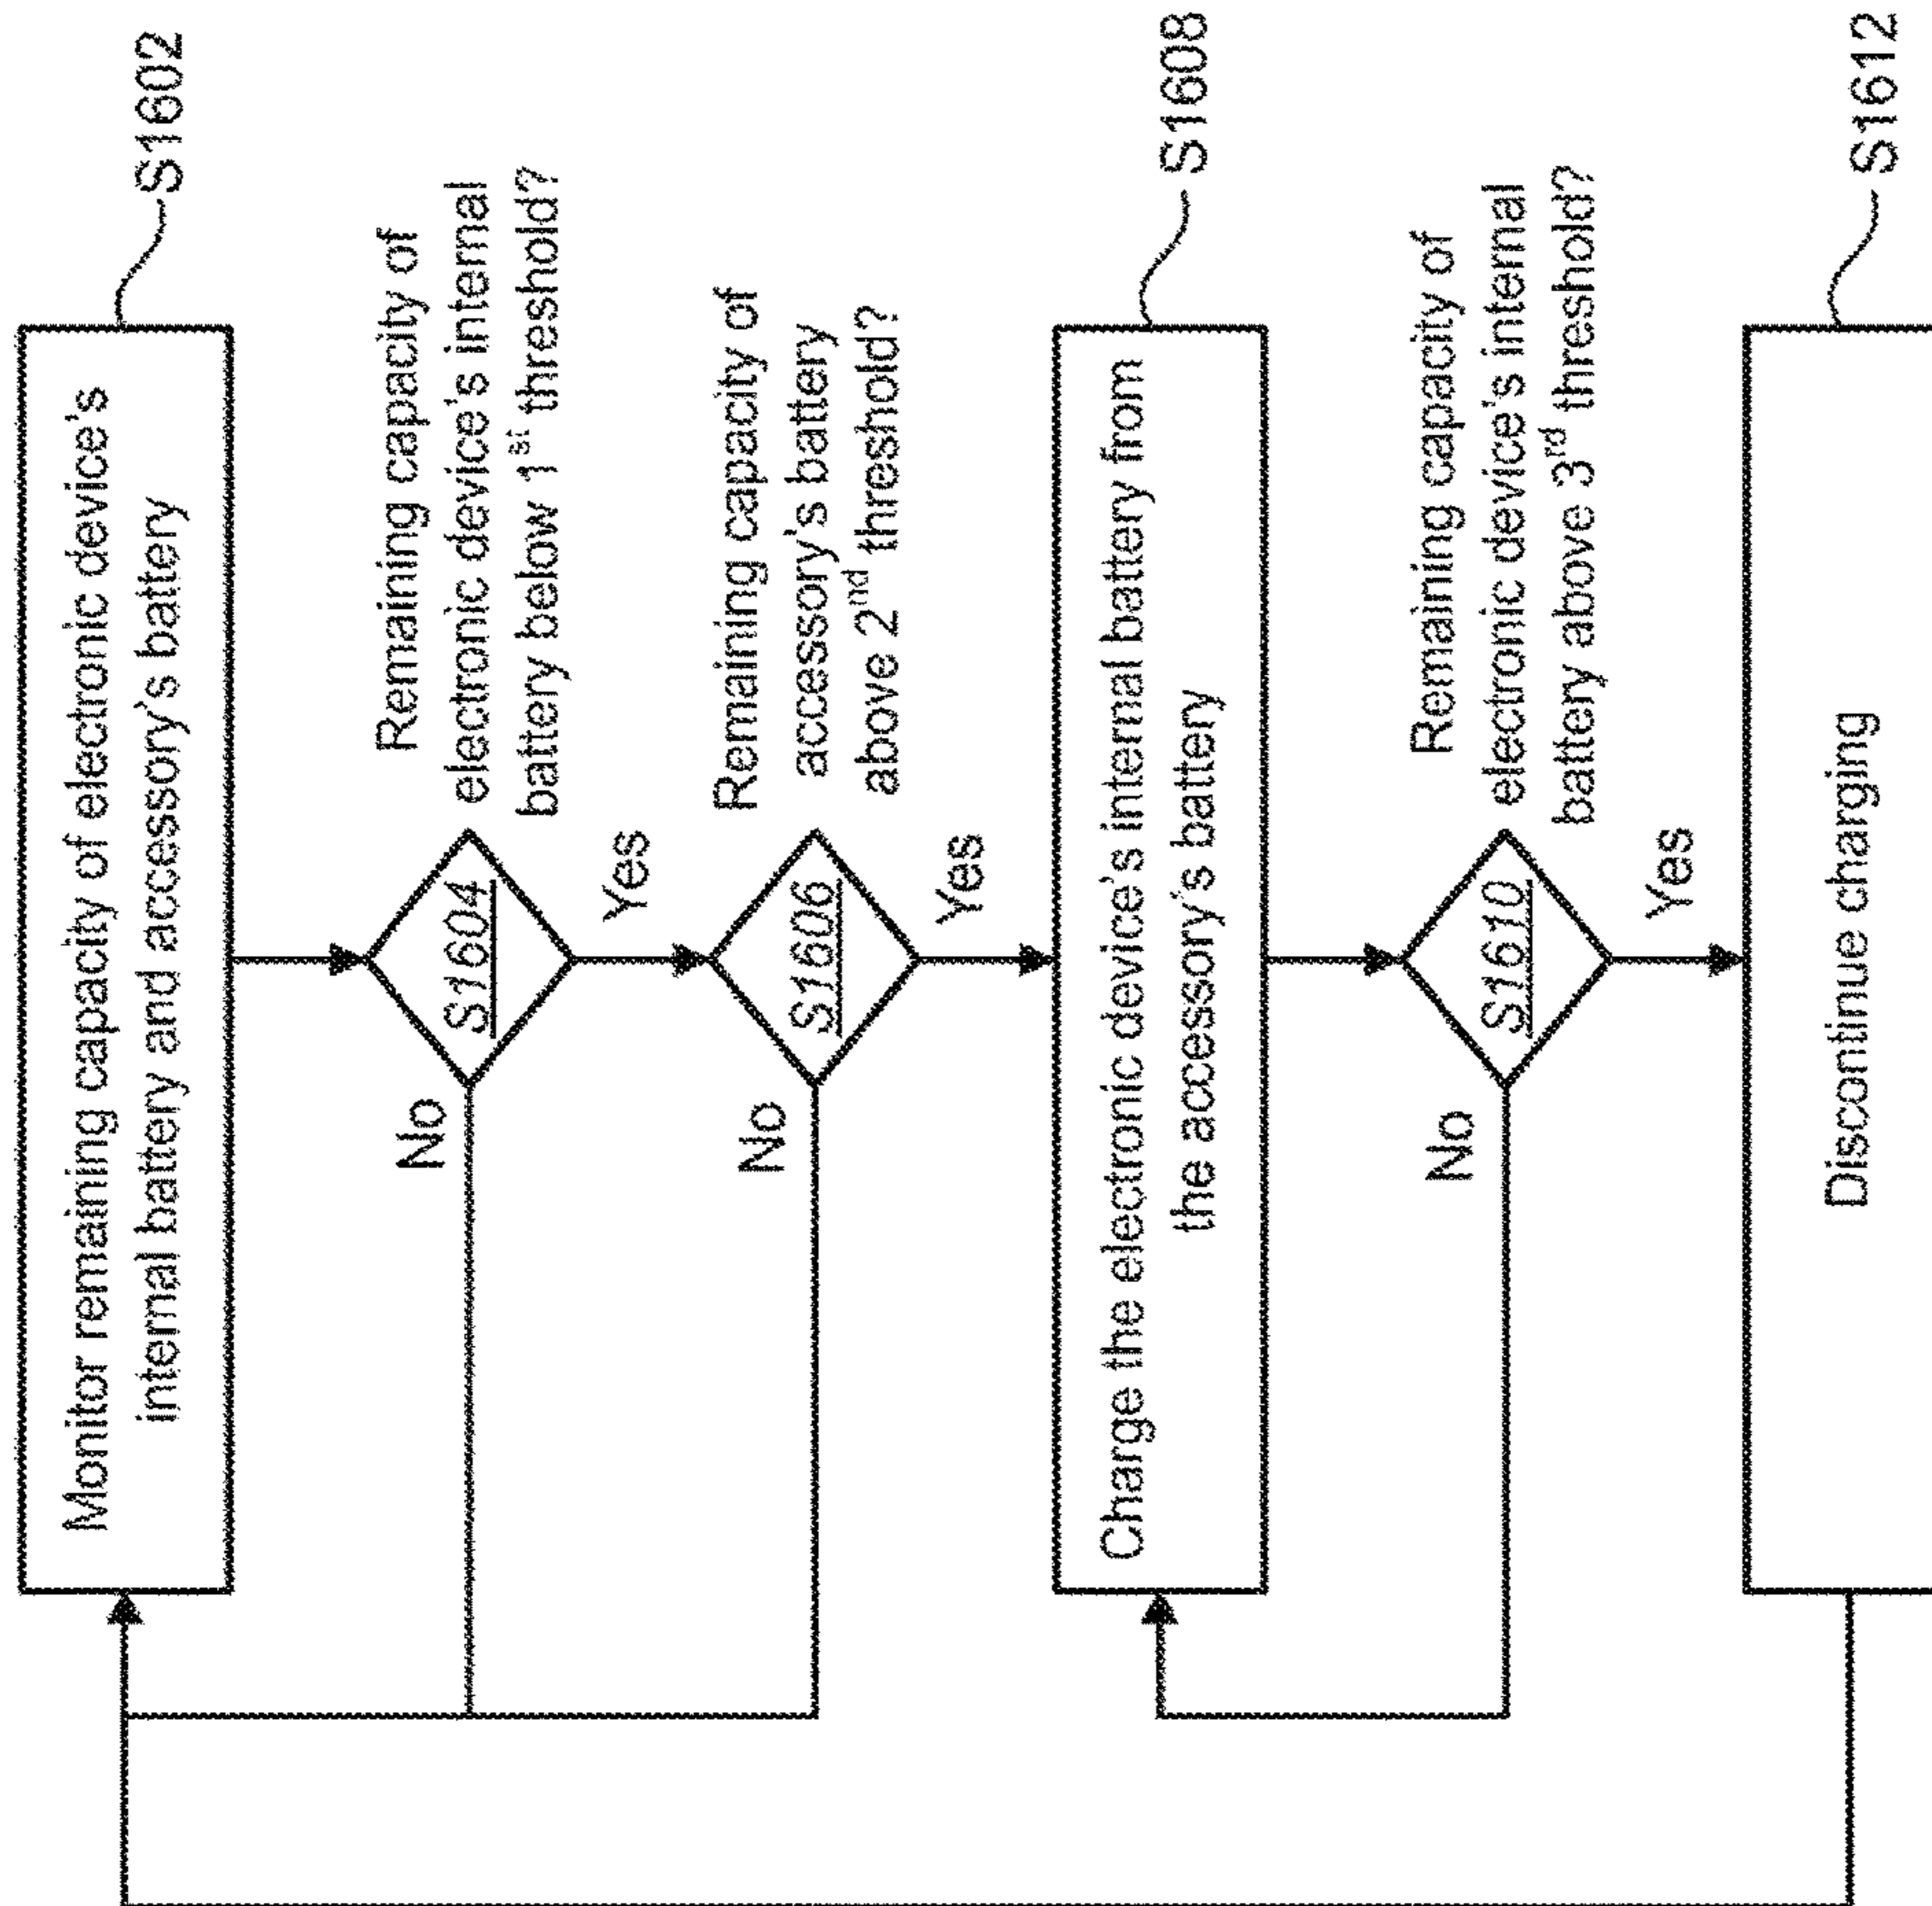 Monitor remaining capacity of electronic device's
internal battery and accessory's battery
S1602
Remaining capacity of
electronic device's internal
battery below 1st threshold?
S1604
No
Yes
Remaining capacity of
accessory's battery
above 2nd threshold?
S1606
No
Yes
Charge the electronic device's internal battery from
the accessory's battery
S1608
Remaining capacity of
electronic device's internal
battery above 3rd threshold?
S1610
No
Yes
Discontinue charging
S1612